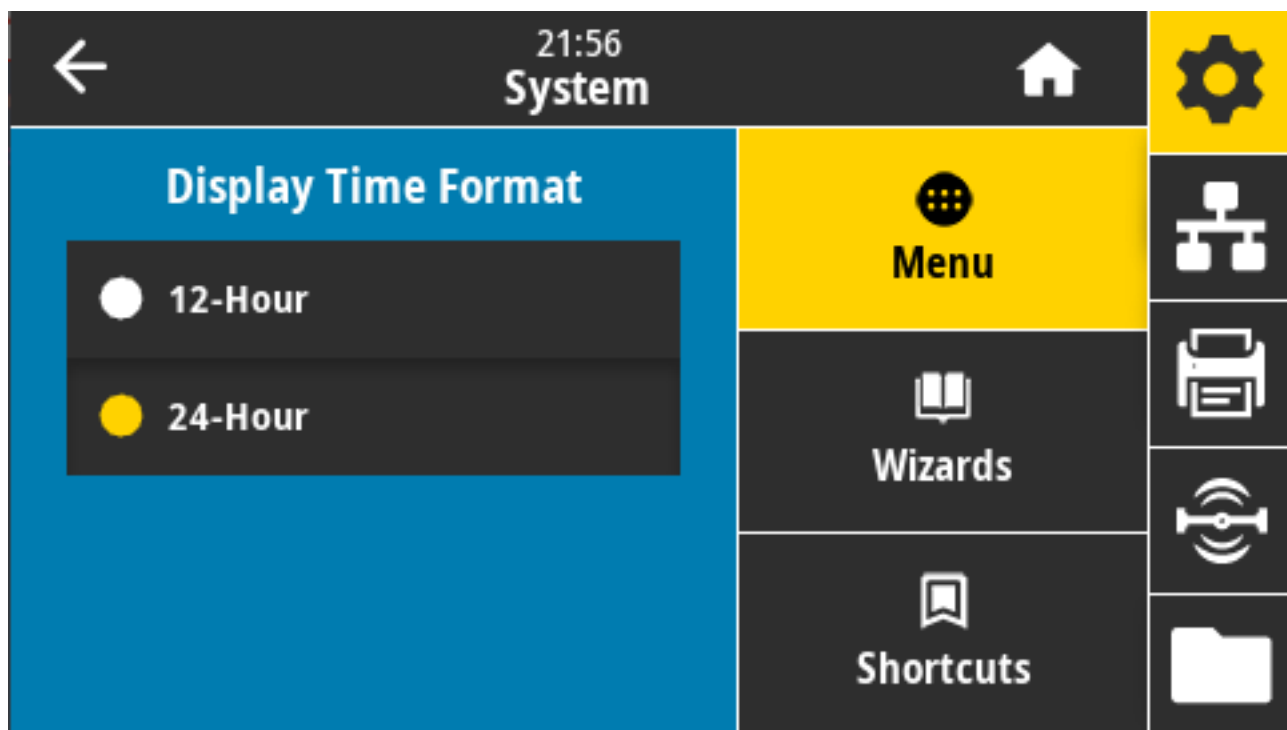 21:56
System
Display Time Format
12-Hour
24-Hour
Menu
Wizards
Shortcuts